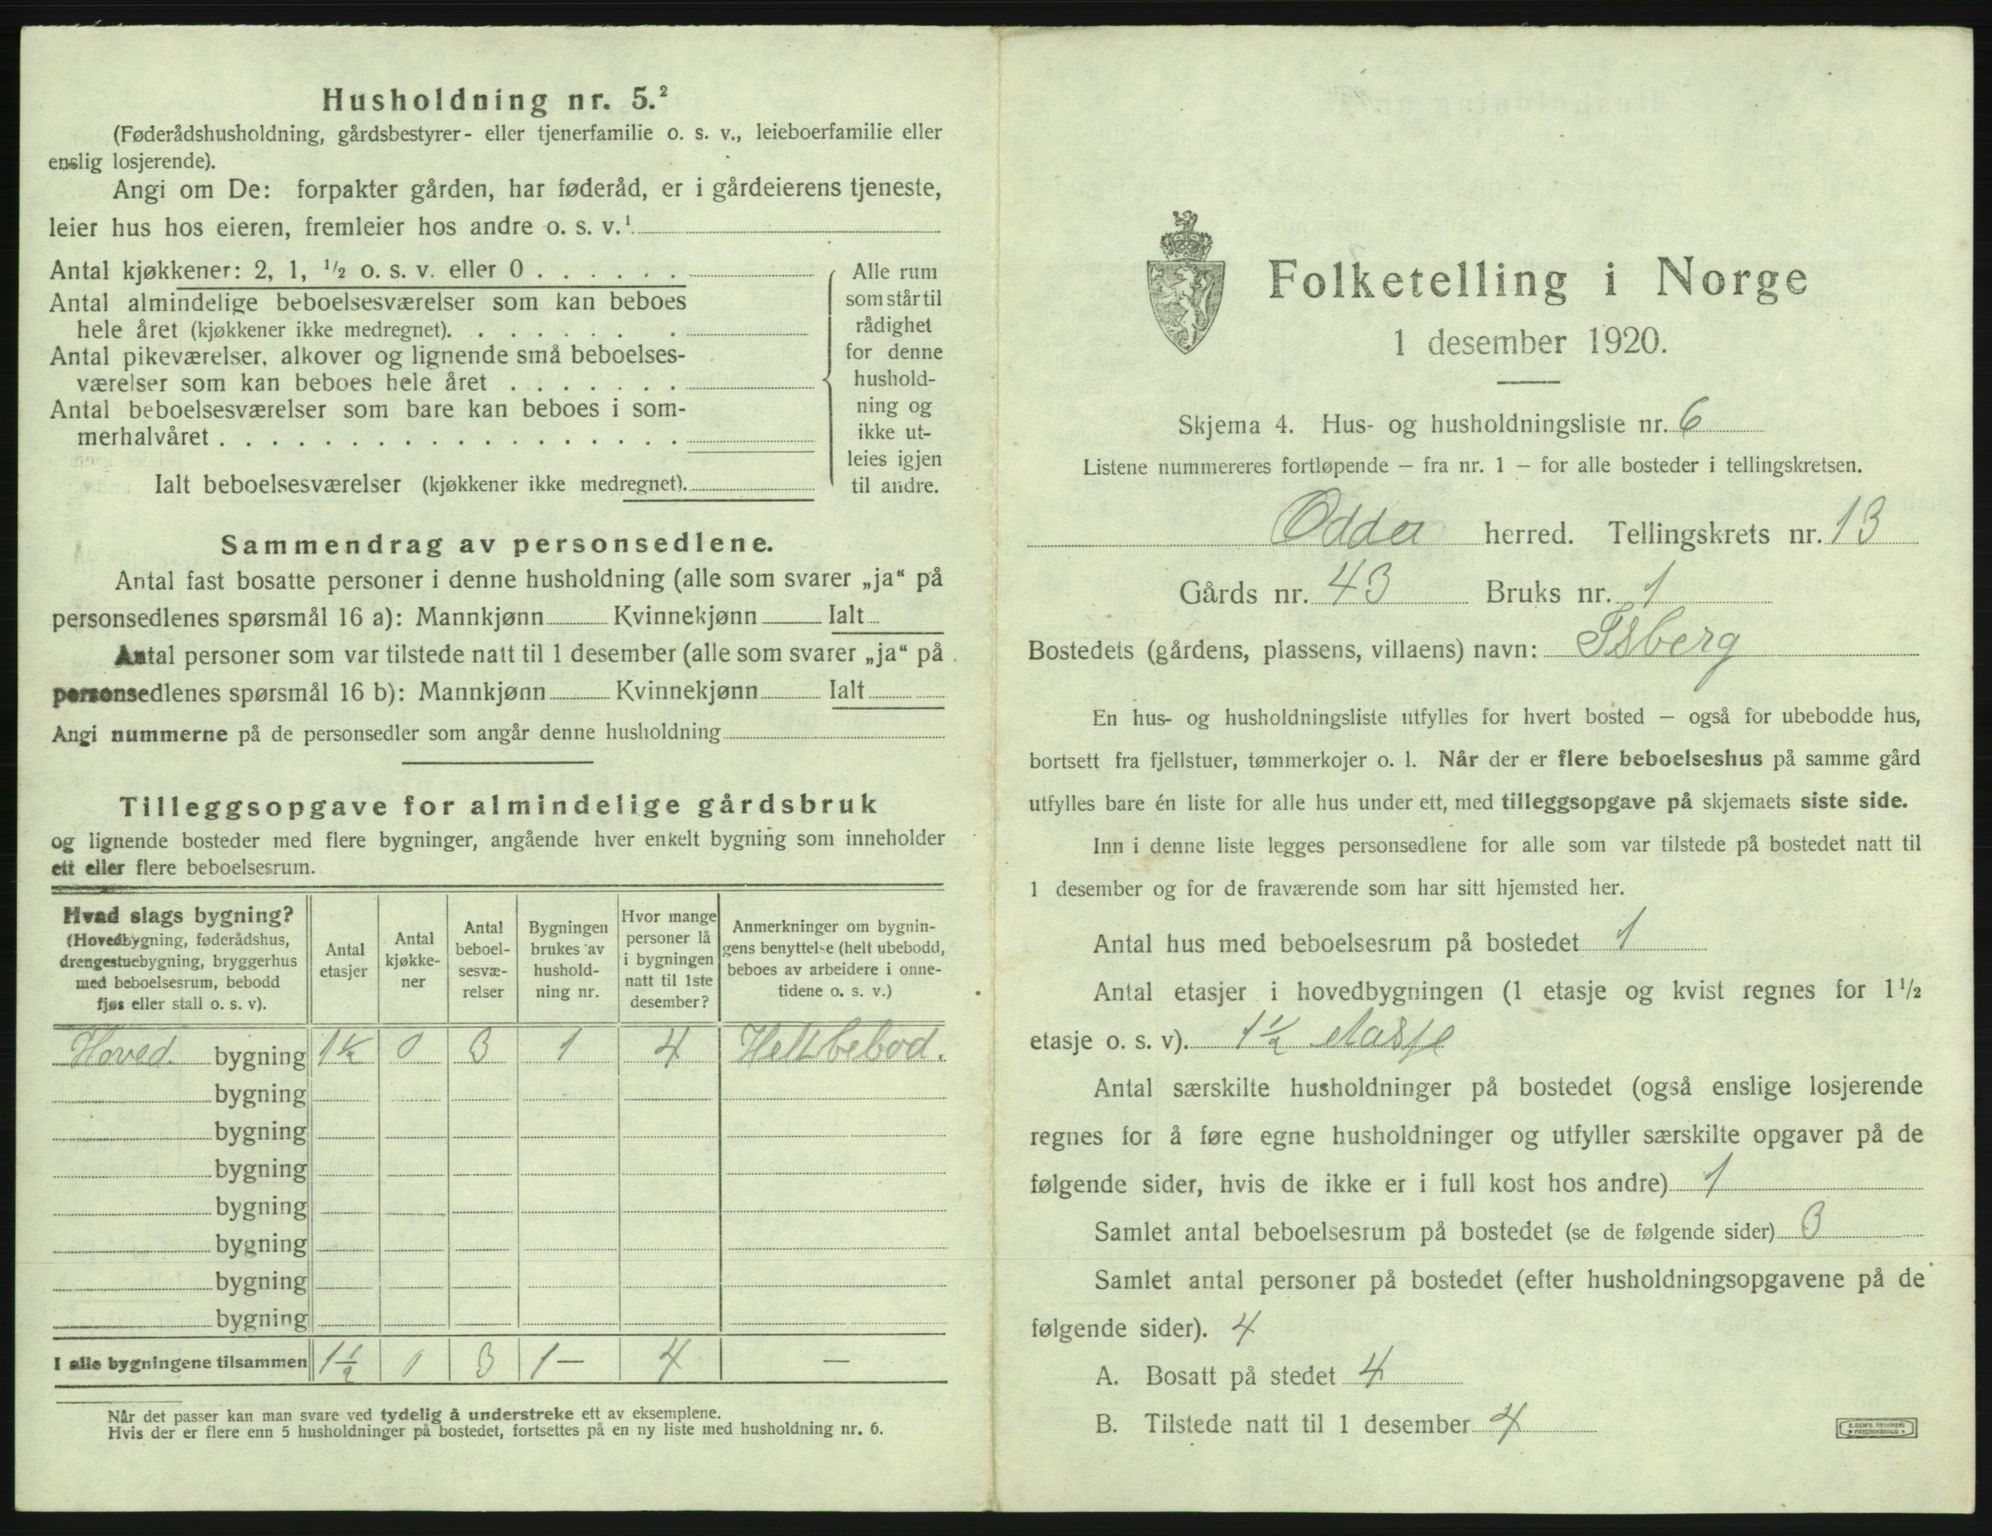 Husholdning nr. 5.²
(Føderådshusholdning, gårdsbestyrer- eller tjenerfamilie o. s. v., leieboerfamilie eller
enslig losjerende).
Angi om De: forpakter gården, har føderåd, er i gårdeierens tjeneste,
leier hus hos eieren, fremleier hos andre o. s. v.¹
Antal kjøkkener: 2, 1, ½ o. s. v. eller 0 . . . . . .
Antal almindelige beboelsesværelser som kan beboes
hele året (kjøkkener ikke medregnet). . . . . . . . .
Antal pikeværelser, alkover og lignende små beboelses-
værelser som kan beboes hele året . . . . . . .
Antal beboelsesværelser som bare kan beboes i som-
merhalvåret . . . . . . . . . . . . . . . . . .
Ialt beboelsesværelser (kjøkkener ikke medregnet).
Alle rum
som står til
rådighet
for denne
hushold-
ning og
ikke ut-
leies igjen
til andre.
Sammendrag av personsedlene.
Antal fast bosatte personer i denne husholdning (alle som svarer „ja“ på
personsedlenes spørsmål 16 a): Mannkjønn Kvinnekjønn Ialt
Antal personer som var tilstede natt til 1 desember (alle som svarer „ja“ på
personsedlenes spørsmål 16 b): Mannkjønn Kvinnekjønn Ialt
Angi nummerne på de personsedler som angår denne husholdning
Tilleggsopgave for almindelige gårdsbruk
og lignende bosteder med flere bygninger, angående hver enkelt bygning som inneholder
ett eller flere beboelsesrum.
Hvad slags bygning?
(Hovedbygning, føderådshus,
drengestuebygning, bryggerhus
med beboelsesrum, bebodd
fjøs eller stall o. s. v).
Antal
etasjer
Antal
kjøkke-
ner
Antal
beboel-
sesvæ-
relser
Bygningen
brukes av
hushold-
ning nr.
Hvor mange
personer lå
i bygningen
natt til 1ste
desember?
Anmerkninger om bygnin-
gens benyttelse (helt ubebodd,
beboes av arbeidere i onne-
tidene o. s. v.)
Hoved. bygning 1½ 0 3 1 4 Helt bebod.
bygning
bygning
bygning
bygning
bygning
bygning
bygning
I alle bygningene tilsammen 1½ 0 3 1 — 4 —
Når det passer kan man svare ved tydelig å understreke ett av eksemplene.
Hvis der er flere enn 5 husholdninger på bostedet, fortsettes på en ny liste med husholdning nr. 6.
Folketelling i Norge
1 desember 1920.
Skjema 4. Hus- og husholdningsliste nr. 6
Listene nummereres fortløpende — fra nr. 1 — for alle bosteder i tellingskretsen.
Odder herred. Tellingskrets nr. 13
Gårds nr. 43 Bruks nr. 1
Bostedets (gårdens, plassens, villaens) navn: Isberg
En hus- og husholdningsliste utfylles for hvert bosted — også for ubebodde hus,
bortsett fra fjellstuer, tømmerkojer o. l. Når der er flere beboelseshus på samme gård
utfylles bare én liste for alle hus under ett, med tilleggsopgave på skjemaets siste side.
Inn i denne liste legges personsedlene for alle som var tilstede på bostedet natt til
1 desember og for de fraværende som har sitt hjemsted her.
Antal hus med beboelsesrum på bostedet 1
Antal etasjer i hovedbygningen (1 etasje og kvist regnes for 1½
etasje o. s. v). 1½ etasje
Antal særskilte husholdninger på bostedet (også enslige losjerende
regnes for å føre egne husholdninger og utfyller særskilte opgaver på de
følgende sider, hvis de ikke er i full kost hos andre) 1
Samlet antal beboelsesrum på bostedet (se de følgende sider) 3
Samlet antal personer på bostedet (efter husholdningsopgavene på de
følgende sider). 4
A. Bosatt på stedet 4
B. Tilstede natt til 1 desember 4